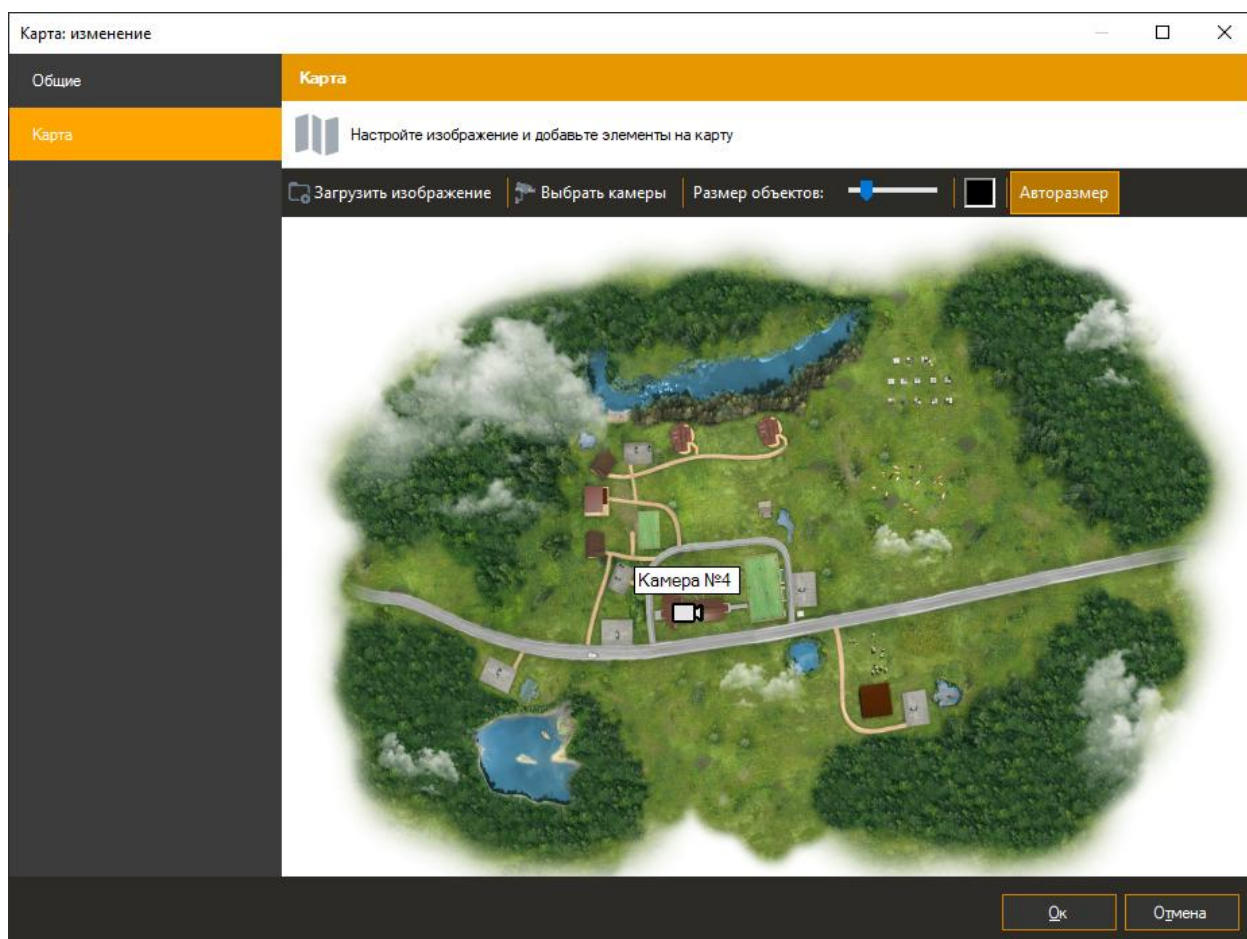 Карта: изменение
Общие
Карта
Карта
Настройте изображение и добавьте элементы на карту
Загрузить изображение Выбрать камеры Размер объектов: Авторазмер
Камера №4
Ок Отмена